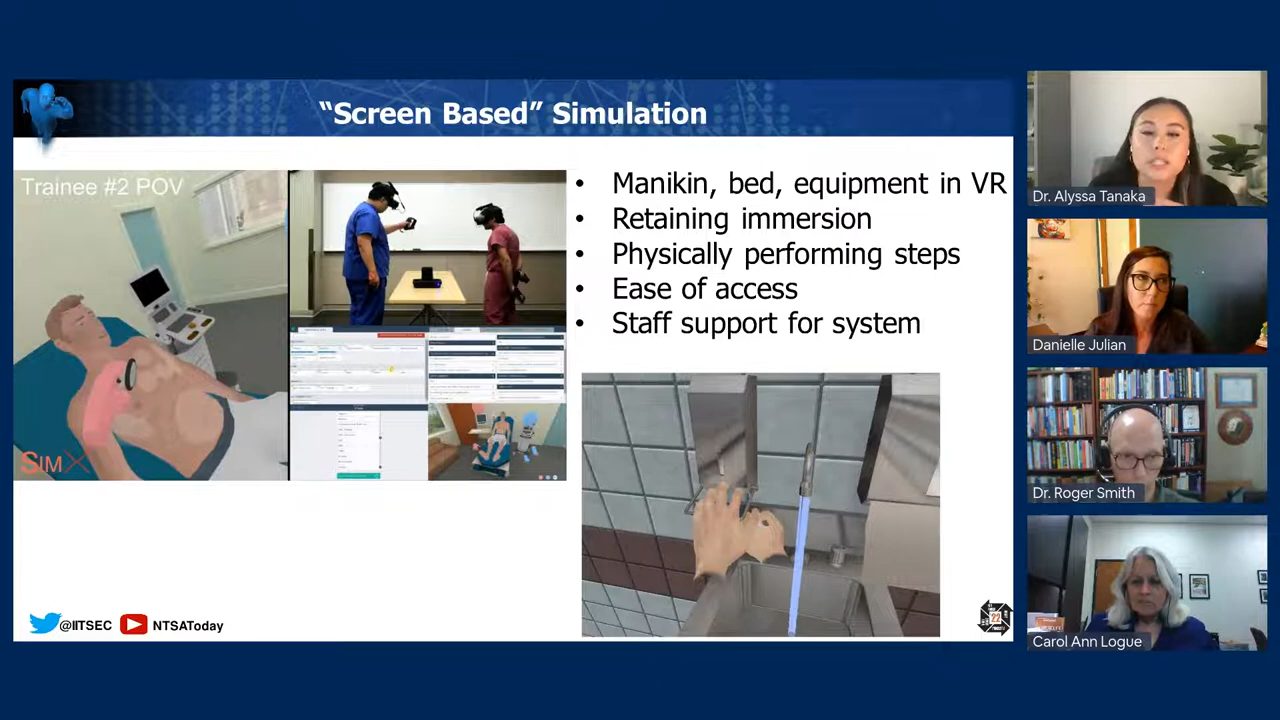 “Screen Based” Simulation
Trainee #2 POV
SIMX
• Manikin, bed, equipment in VR
• Retaining immersion
• Physically performing steps
• Ease of access
• Staff support for system
@IITSEC
NTSAToday
Dr. Alyssa Tanaka
Danielle Julian
Dr. Roger Smith
Carol Ann Logue